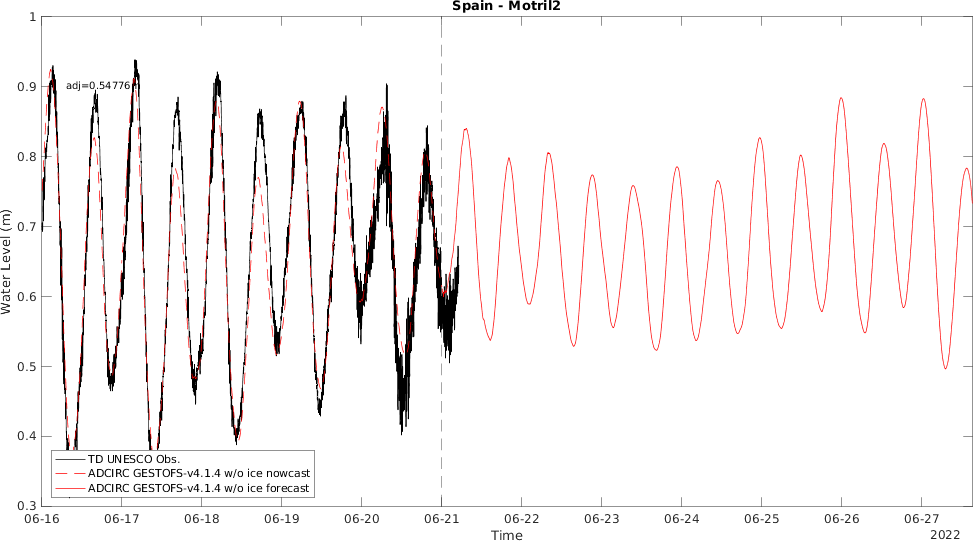 Spain - Motril2
1
0.9
0.8
0.7
0.6
0.5
0.4
0.3
Water Level (m)
adj=0.54776
TD UNESCO Obs.
ADCIRC GESTOFS-v4.1.4 w/o ice nowcast
ADCIRC GESTOFS-v4.1.4 w/o ice forecast
06-16 06-17 06-18 06-19 06-20 06-21 06-22 06-23 06-24 06-25 06-26 06-27
Time
2022